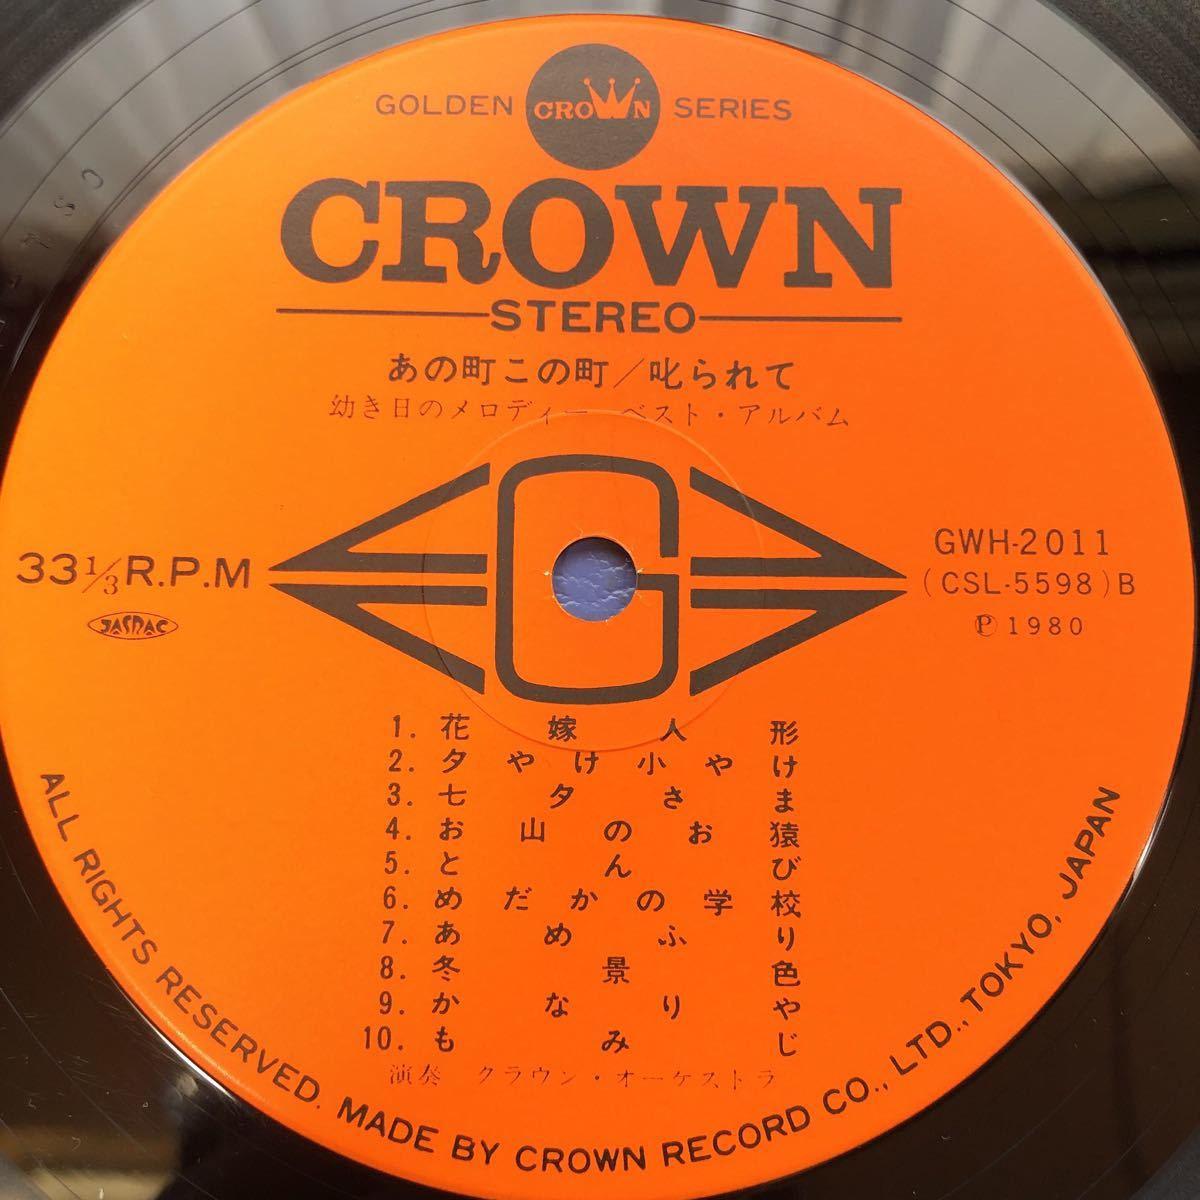 GOLDEN CROWN SERIES
CROWN
STEREO
あの町この町/叱られて
幼き日のメロディー ベスト・アルバム
G
33 1/3 R.P.M
JASRAC
GWH-2011
(CSL-5598)B
Ⓟ1980
1. 花嫁人形
2. 夕やけ小やけ
3. 七夕さま
4. お山のお猿
5. とんび
6. めだかの学校
7. あめふり
8. 冬景色
9. かなりや
10. もみじ
演奏 クラウン・オーケストラ
ALL RIGHTS RESERVED. MADE BY CROWN RECORD CO., LTD., TOKYO, JAPAN